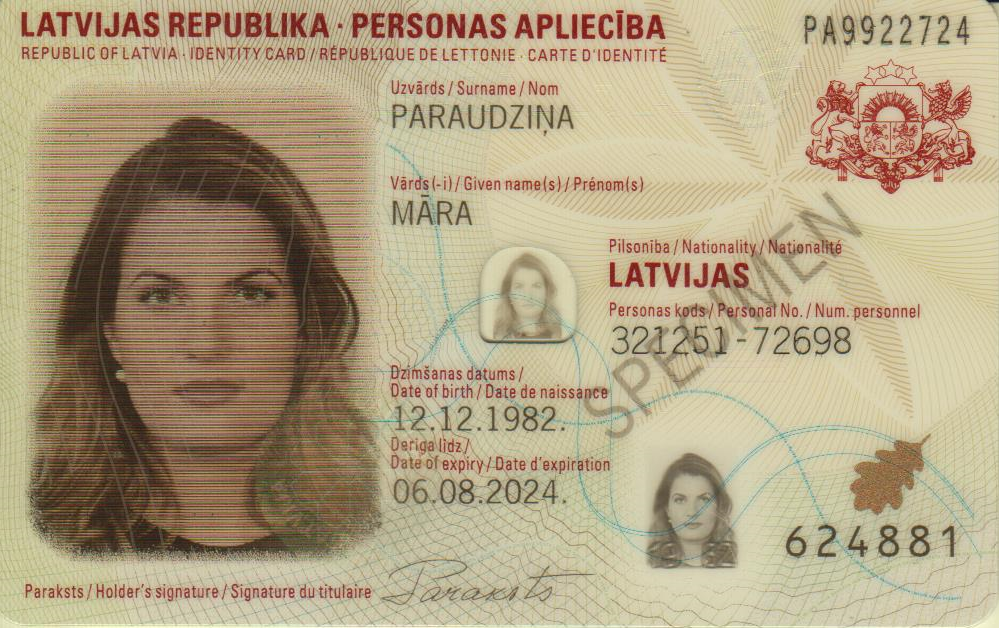 LATVIJAS REPUBLIKA · PERSONAS APLIECĪBA
REPUBLIC OF LATVIA · IDENTITY CARD / RÉPUBLIQUE DE LETTONIE · CARTE D'IDENTITÉ
PA9922724
Uzvārds / Surname / Nom
PARAUDZIŅA
Vārds(-i) / Given name(s) / Prénom(s)
MĀRA
Pilsonība / Nationality / Nationalité
LATVIJAS
Personas kods / Personal No. / Num. personnel
321251-72698
SPECIMEN
Dzimšanas datums /
Date of birth / Date de naissance
12.12.1982.
Derīga līdz /
Date of expiry / Date d'expiration
06.08.2024.
624881
Paraksts / Holder's signature / Signature du titulaire
Paraksts